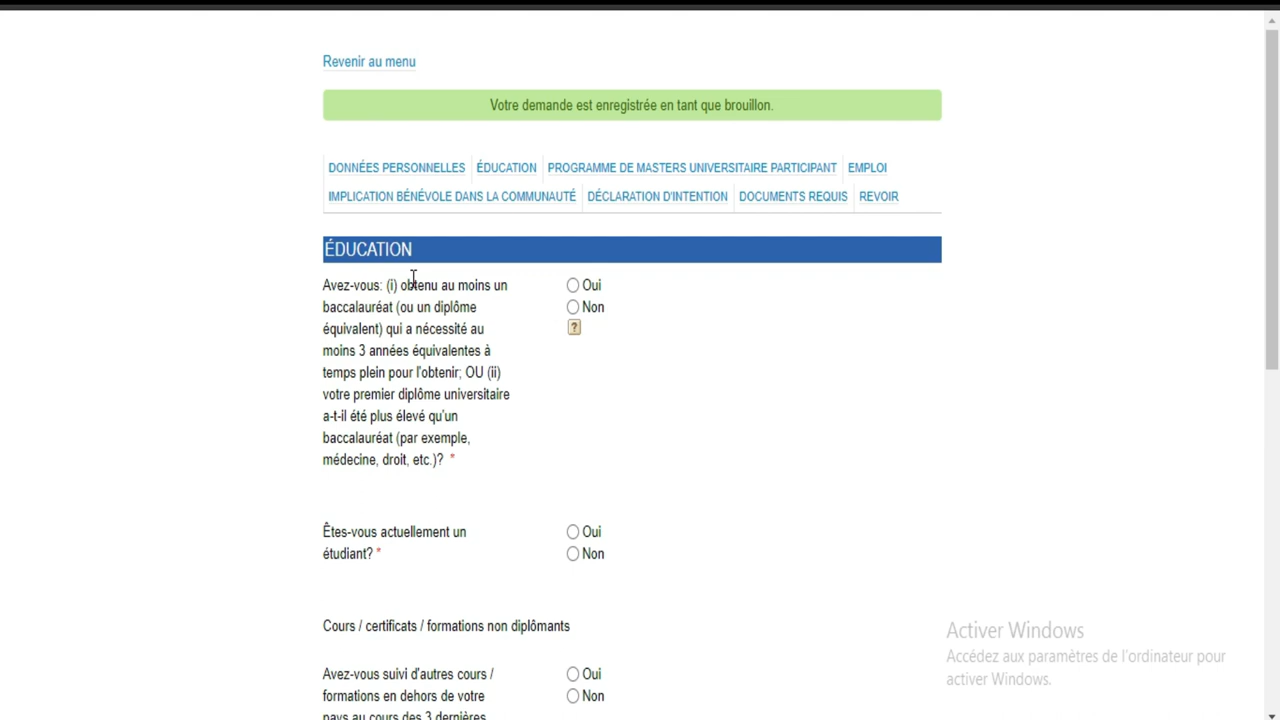 Revenir au menu
Votre demande est enregistrée en tant que brouillon.
DONNÉES PERSONNELLES ÉDUCATION PROGRAMME DE MASTERS UNIVERSITAIRE PARTICIPANT EMPLOI
IMPLICATION BÉNÉVOLE DANS LA COMMUNAUTÉ DÉCLARATION D'INTENTION DOCUMENTS REQUIS REVOIR
ÉDUCATION
Avez-vous: (i) obtenu au moins un
baccalauréat (ou un diplôme
équivalent) qui a nécessité au
moins 3 années équivalentes à
temps plein pour l'obtenir; OU (ii)
votre premier diplôme universitaire
a-t-il été plus élevé qu'un
baccalauréat (par exemple,
médecine, droit, etc.)? *
Oui
Non
?
Êtes-vous actuellement un
étudiant? *
Oui
Non
Cours / certificats / formations non diplômants
Avez-vous suivi d'autres cours /
formations en dehors de votre
pays au cours des 3 dernières
Oui
Non
Activer Windows
Accédez aux paramètres de l'ordinateur pour
activer Windows.